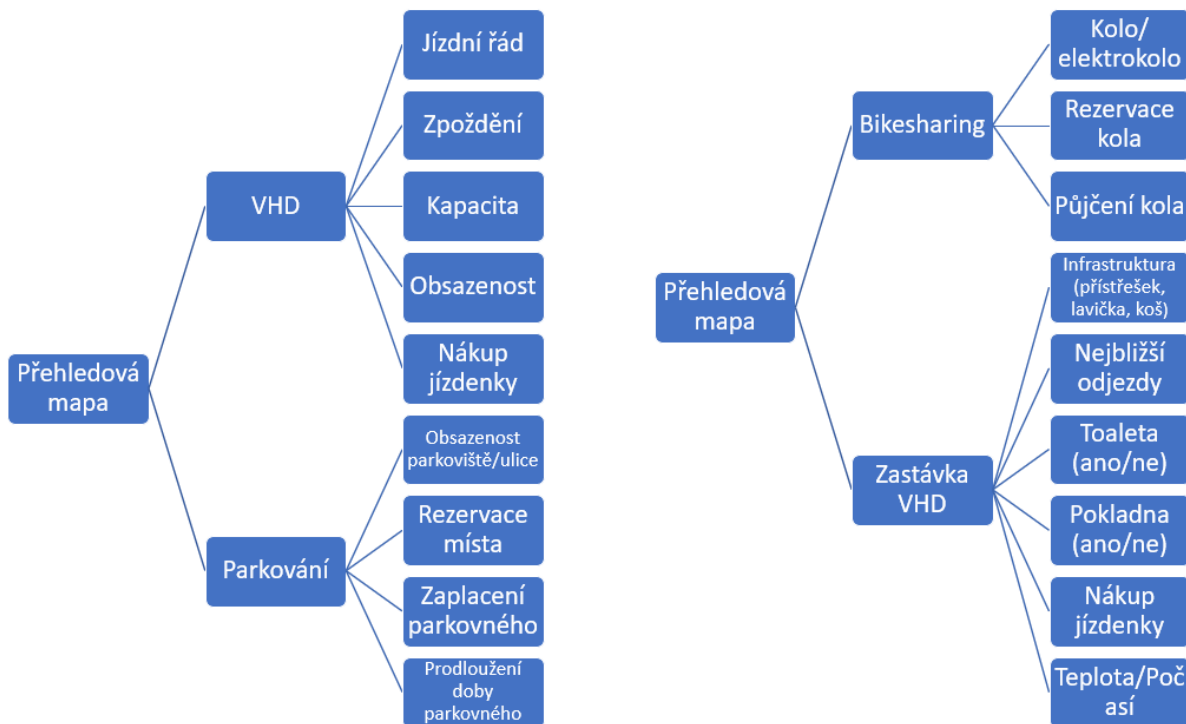 Přehledová
mapa
VHD
Jízdní řád
Zpoždění
Kapacita
Obsazenost
Nákup
jízdenky
Parkování
Obsazenost
parkoviště/ulice
Rezervace
místa
Zaplacení
parkovného
Prodloužení
doby
parkovného
Přehledová
mapa
Bikesharing
Kolo/
elektrokolo
Rezervace
kola
Půjčení kola
Zastávka
VHD
Infrastruktura
(přístřešek,
lavička, koš)
Nejbližší
odjezdy
Toaleta
(ano/ne)
Pokladna
(ano/ne)
Nákup
jízdenky
Teplota/Poč
así